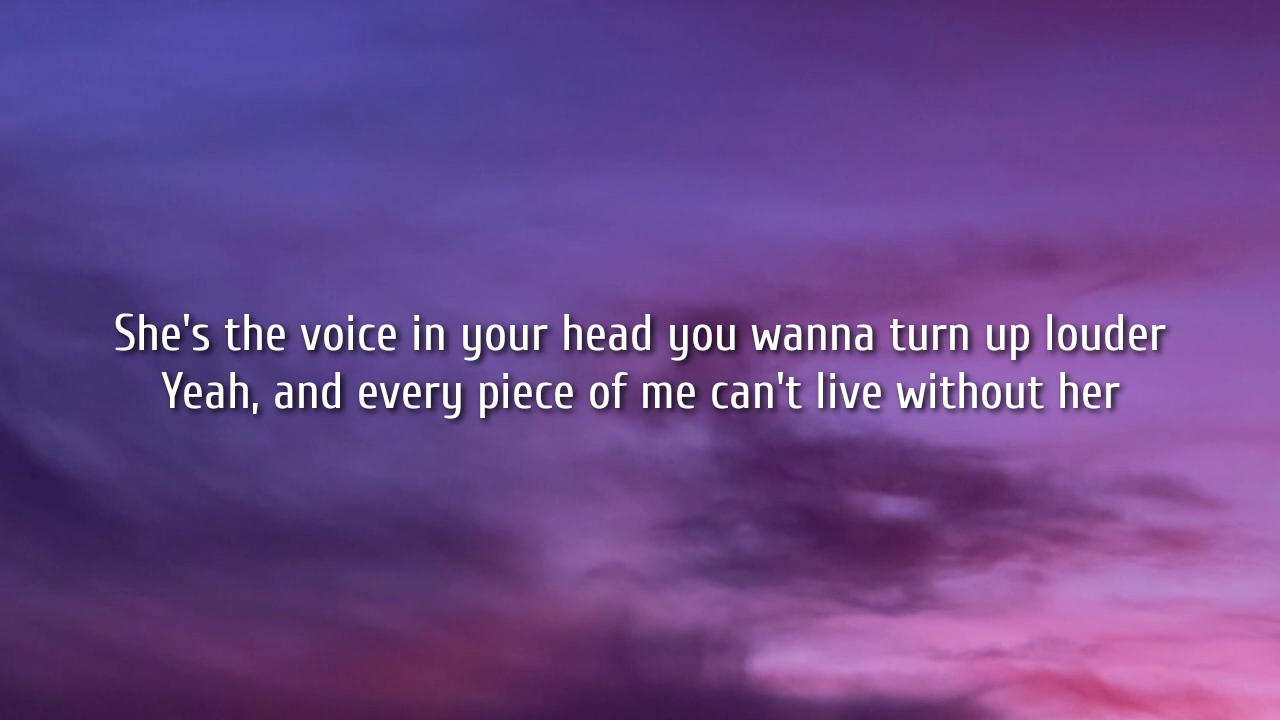 She's the voice in your head you wanna turn up louder
Yeah, and every piece of me can't live without her